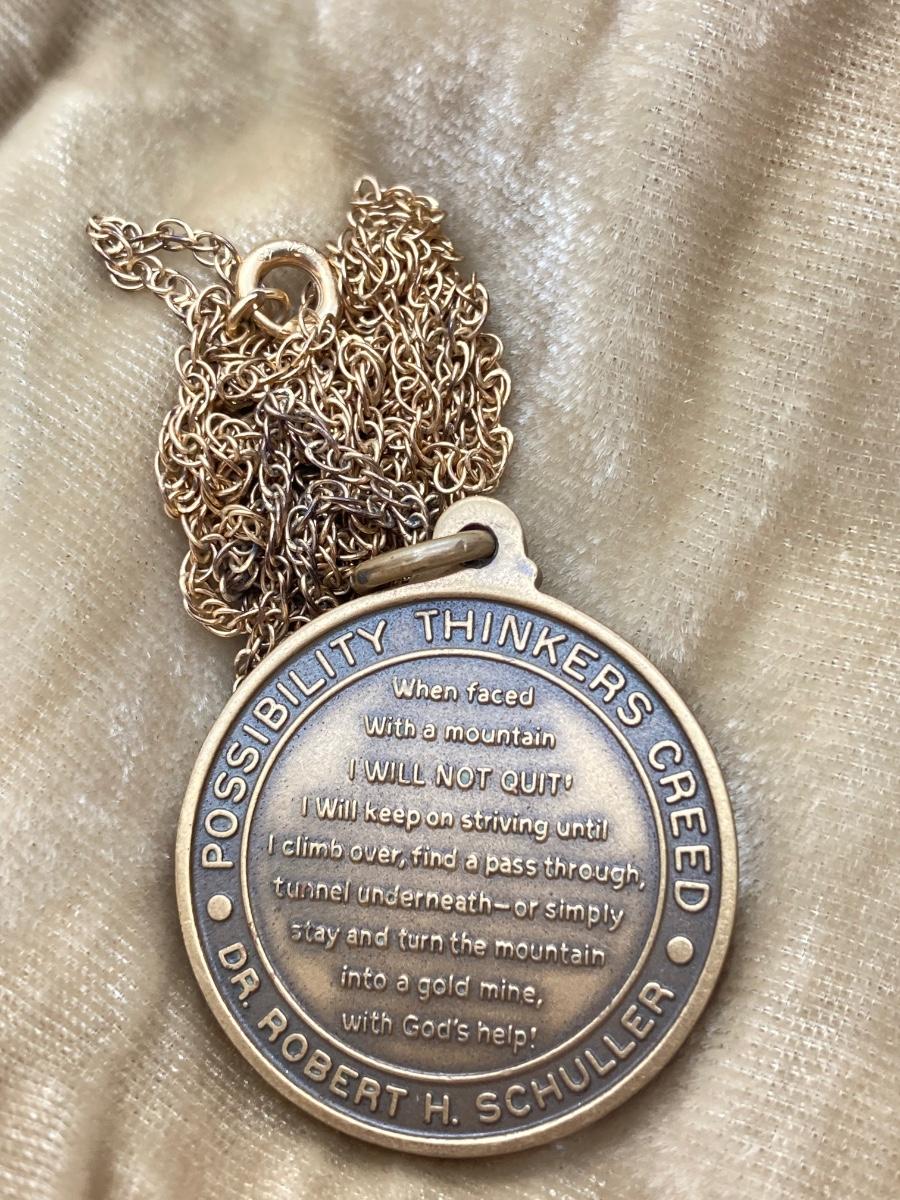 POSSIBILITY THINKERS CREED
When faced
With a mountain
I WILL NOT QUIT!
I Will keep on striving until
I climb over, find a pass through,
tunnel underneath—or simply
stay and turn the mountain
into a gold mine,
with God's help!
DR. ROBERT H. SCHULLER